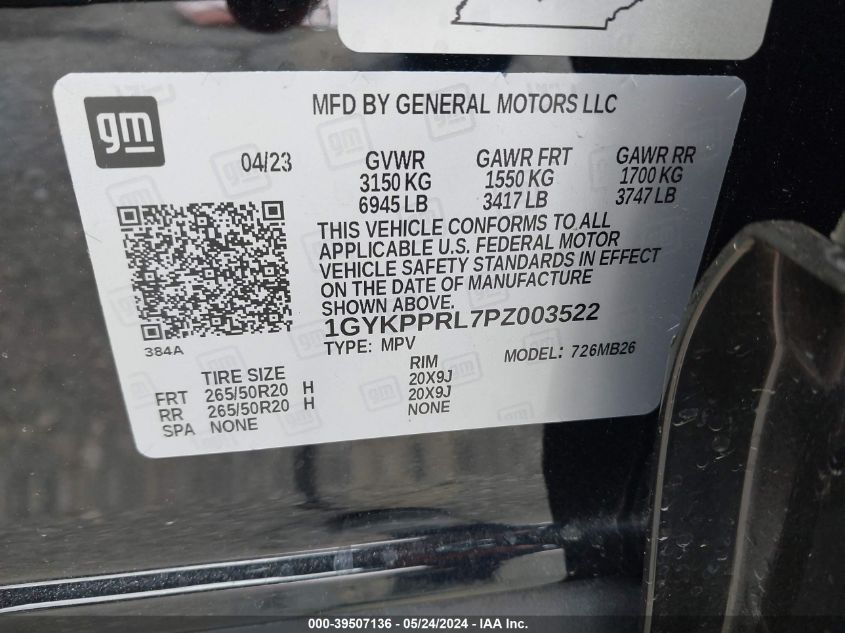 gm
MFD BY GENERAL MOTORS LLC
04/23 GVWR GAWR FRT GAWR RR
3150 KG 1550 KG 1700 KG
6945 LB 3417 LB 3747 LB
THIS VEHICLE CONFORMS TO ALL
APPLICABLE U.S. FEDERAL MOTOR
VEHICLE SAFETY STANDARDS IN EFFECT
ON THE DATE OF MANUFACTURE
SHOWN ABOVE.
1GYKPPRL7PZ003522
384A
TYPE: MPV MODEL: 726MB26
TIRE SIZE RIM
FRT 265/50R20 H 20X9J
RR 265/50R20 H 20X9J
SPA NONE NONE
000-39507136 - 05/24/2024 - IAA Inc.